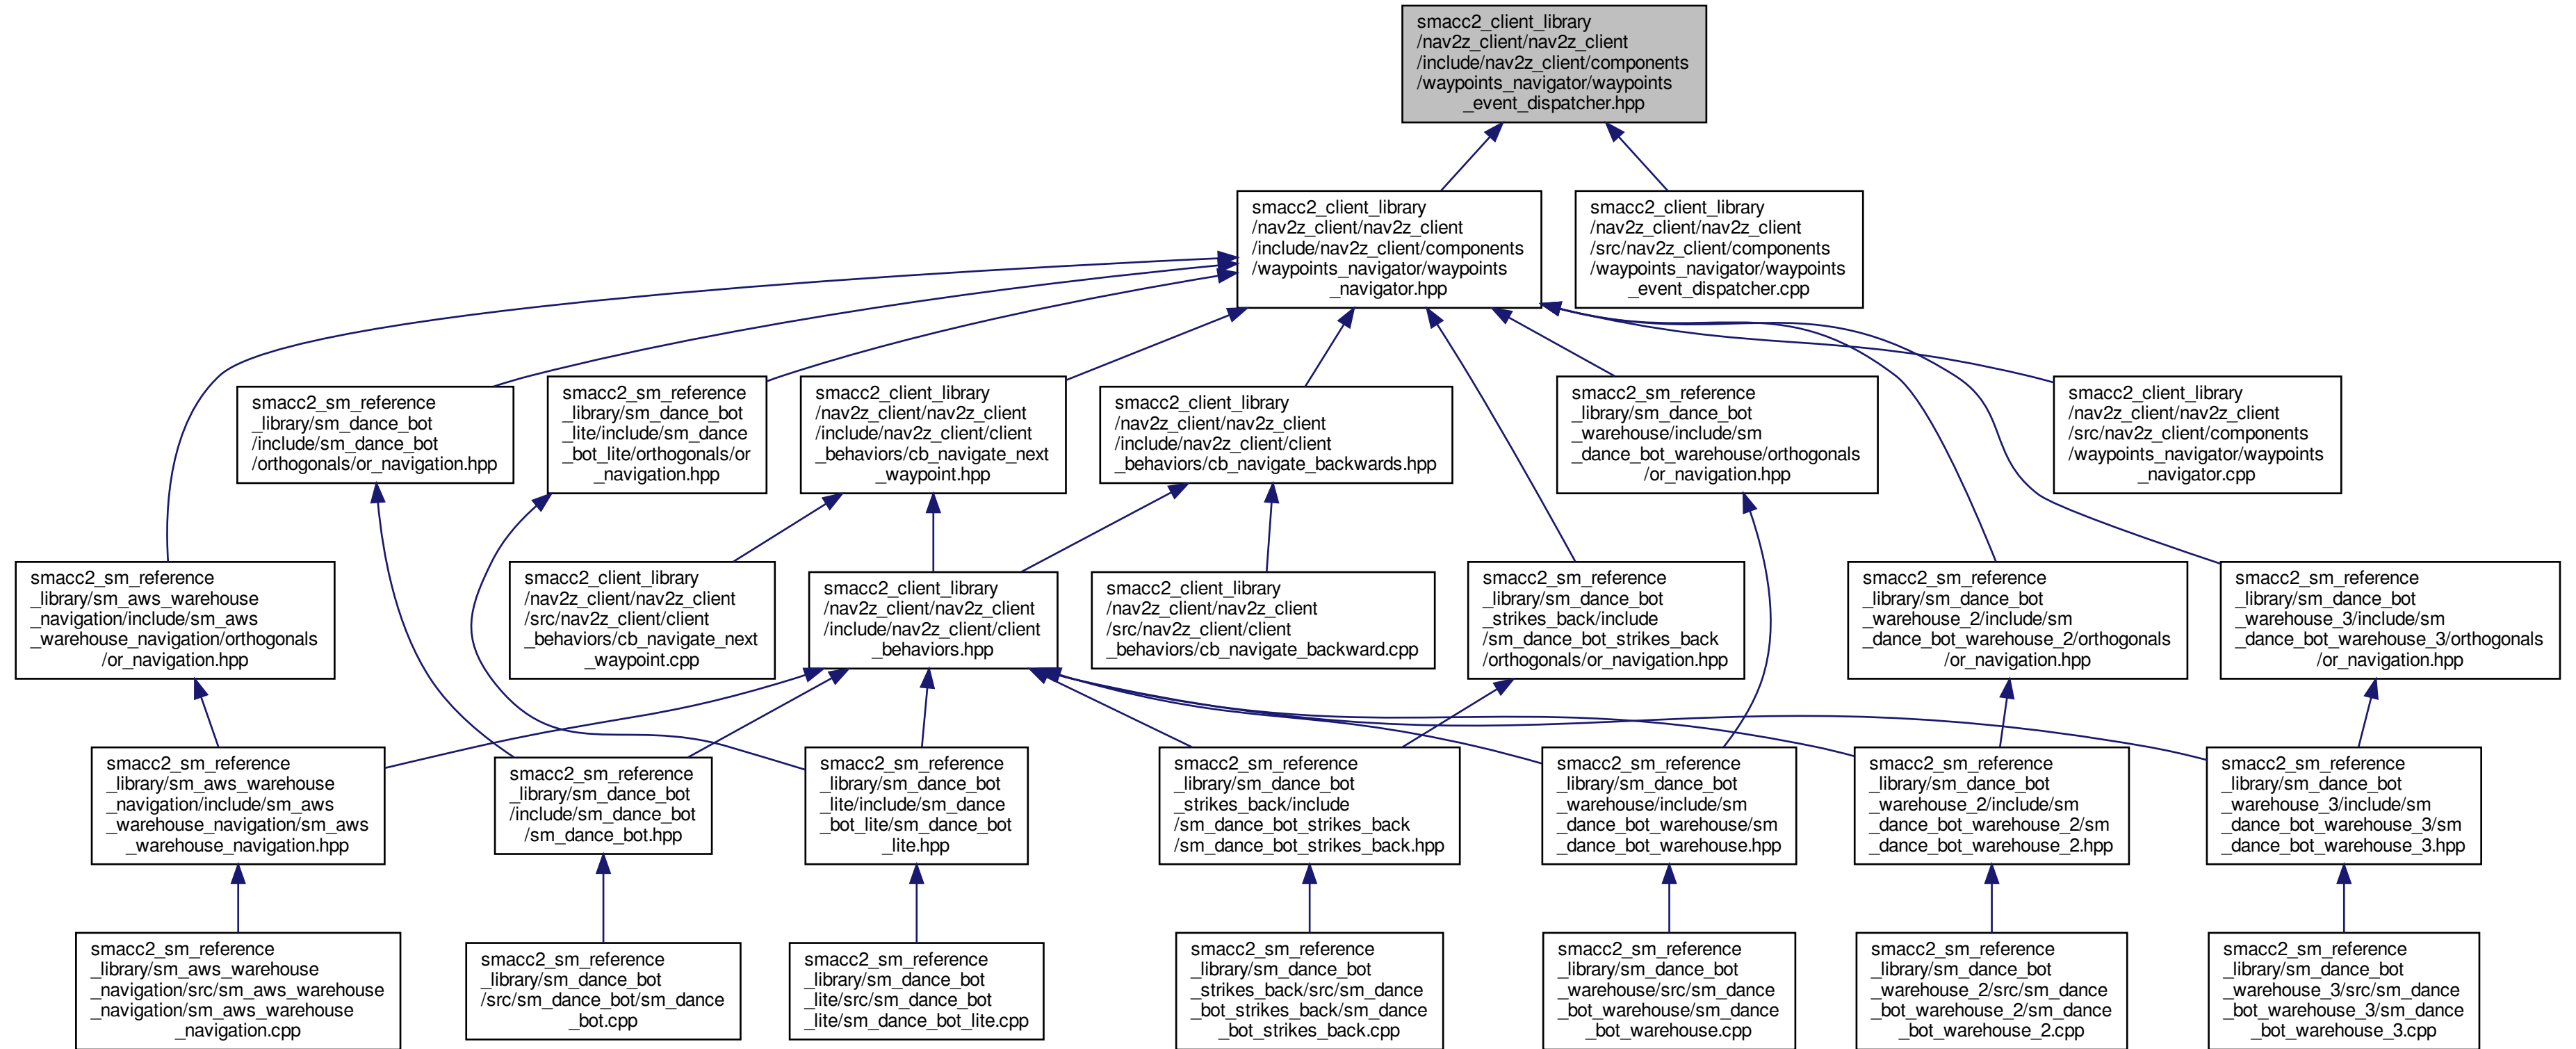 smacc2_client_library
/nav2z_client/nav2z_client
/include/nav2z_client/components
/waypoints_navigator/waypoints
_event_dispatcher.hpp
smacc2_client_library
/nav2z_client/nav2z_client
/include/nav2z_client/components
/waypoints_navigator/waypoints
_navigator.hpp
smacc2_client_library
/nav2z_client/nav2z_client
/src/nav2z_client/components
/waypoints_navigator/waypoints
_event_dispatcher.cpp
smacc2_sm_reference
_library/sm_dance_bot
/include/sm_dance_bot
/orthogonals/or_navigation.hpp
smacc2_sm_reference
_library/sm_dance_bot
_lite/include/sm_dance
_bot_lite/orthogonals/or
_navigation.hpp
smacc2_client_library
/nav2z_client/nav2z_client
/include/nav2z_client/client
_behaviors/cb_navigate_next
_waypoint.hpp
smacc2_client_library
/nav2z_client/nav2z_client
/include/nav2z_client/client
_behaviors/cb_navigate_backwards.hpp
smacc2_sm_reference
_library/sm_dance_bot
_warehouse/include/sm
_dance_bot_warehouse/orthogonals
/or_navigation.hpp
smacc2_client_library
/nav2z_client/nav2z_client
/src/nav2z_client/components
/waypoints_navigator/waypoints
_navigator.cpp
smacc2_sm_reference
_library/sm_aws_warehouse
_navigation/include/sm_aws
_warehouse_navigation/orthogonals
/or_navigation.hpp
smacc2_client_library
/nav2z_client/nav2z_client
/src/nav2z_client/client
_behaviors/cb_navigate_next
_waypoint.cpp
smacc2_client_library
/nav2z_client/nav2z_client
/include/nav2z_client/client
_behaviors.hpp
smacc2_client_library
/nav2z_client/nav2z_client
/src/nav2z_client/client
_behaviors/cb_navigate_backward.cpp
smacc2_sm_reference
_library/sm_dance_bot
_strikes_back/include
/sm_dance_bot_strikes_back
/orthogonals/or_navigation.hpp
smacc2_sm_reference
_library/sm_dance_bot
_warehouse_2/include/sm
_dance_bot_warehouse_2/orthogonals
/or_navigation.hpp
smacc2_sm_reference
_library/sm_dance_bot
_warehouse_3/include/sm
_dance_bot_warehouse_3/orthogonals
/or_navigation.hpp
smacc2_sm_reference
_library/sm_aws_warehouse
_navigation/include/sm_aws
_warehouse_navigation/sm_aws
_warehouse_navigation.hpp
smacc2_sm_reference
_library/sm_dance_bot
/include/sm_dance_bot
/sm_dance_bot.hpp
smacc2_sm_reference
_library/sm_dance_bot
_lite/include/sm_dance
_bot_lite/sm_dance_bot
_lite.hpp
smacc2_sm_reference
_library/sm_dance_bot
_strikes_back/include
/sm_dance_bot_strikes_back
/sm_dance_bot_strikes_back.hpp
smacc2_sm_reference
_library/sm_dance_bot
_warehouse/include/sm
_dance_bot_warehouse/sm
_dance_bot_warehouse.hpp
smacc2_sm_reference
_library/sm_dance_bot
_warehouse_2/include/sm
_dance_bot_warehouse_2/sm
_dance_bot_warehouse_2.hpp
smacc2_sm_reference
_library/sm_dance_bot
_warehouse_3/include/sm
_dance_bot_warehouse_3/sm
_dance_bot_warehouse_3.hpp
smacc2_sm_reference
_library/sm_aws_warehouse
_navigation/src/sm_aws_warehouse
_navigation/sm_aws_warehouse
_navigation.cpp
smacc2_sm_reference
_library/sm_dance_bot
/src/sm_dance_bot/sm_dance
_bot.cpp
smacc2_sm_reference
_library/sm_dance_bot
_lite/src/sm_dance_bot
_lite/sm_dance_bot_lite.cpp
smacc2_sm_reference
_library/sm_dance_bot
_strikes_back/src/sm_dance
_bot_strikes_back/sm_dance
_bot_strikes_back.cpp
smacc2_sm_reference
_library/sm_dance_bot
_warehouse/src/sm_dance
_bot_warehouse/sm_dance
_bot_warehouse.cpp
smacc2_sm_reference
_library/sm_dance_bot
_warehouse_2/src/sm_dance
_bot_warehouse_2/sm_dance
_bot_warehouse_2.cpp
smacc2_sm_reference
_library/sm_dance_bot
_warehouse_3/src/sm_dance
_bot_warehouse_3/sm_dance
_bot_warehouse_3.cpp